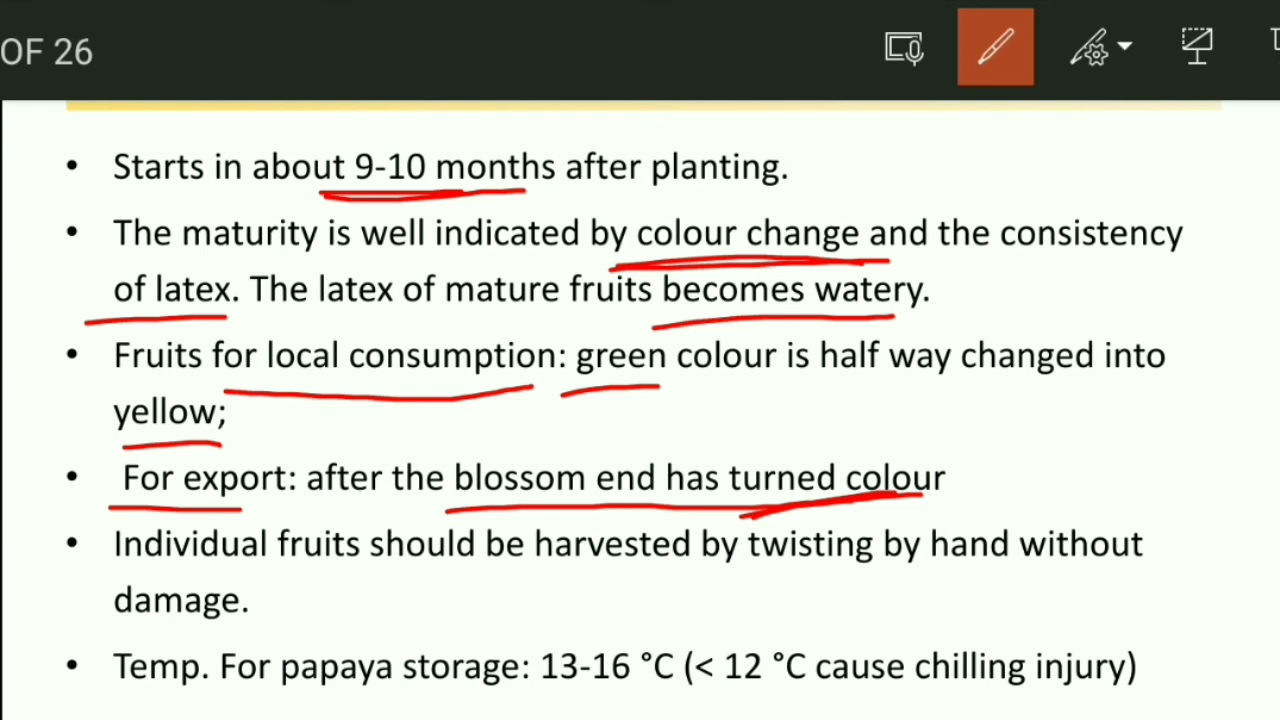 OF 26
• Starts in about 9-10 months after planting.
• The maturity is well indicated by colour change and the consistency
of latex. The latex of mature fruits becomes watery.
• Fruits for local consumption: green colour is half way changed into
yellow;
• For export: after the blossom end has turned colour
• Individual fruits should be harvested by twisting by hand without
damage.
• Temp. For papaya storage: 13-16 °C (< 12 °C cause chilling injury)